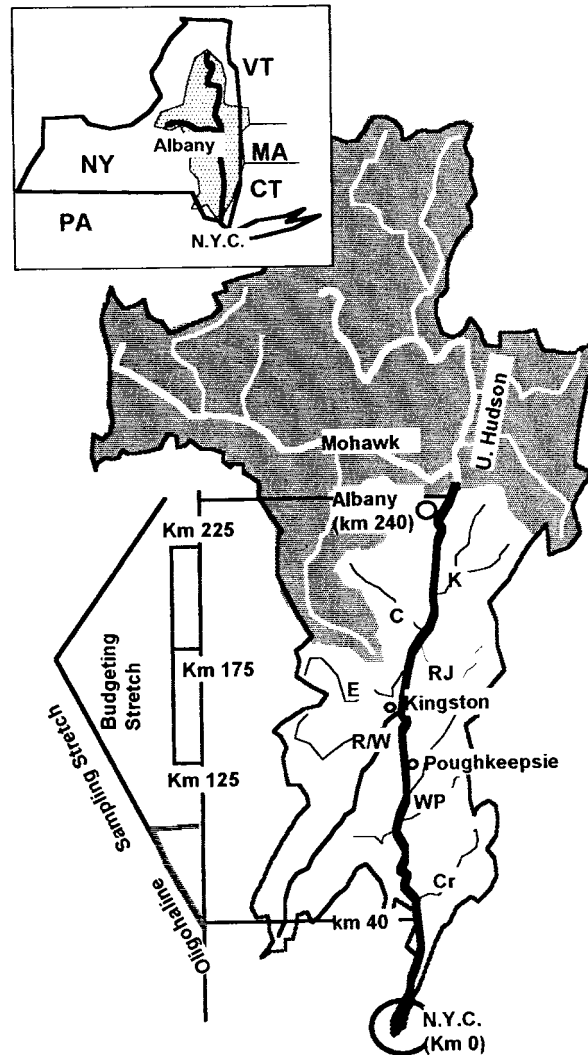 VT
NY
Albany
MA
CT
PA
N.Y.C.
U. Hudson
Mohawk
Albany
(km 240)
Km 225
K
C
Km 175
RJ
E
Kingston
Budgeting
Stretch
R/W
Poughkeepsie
Km 125
WP
Sampling Stretch
Cr
Oligohaline
km 40
N.Y.C.
(Km 0)